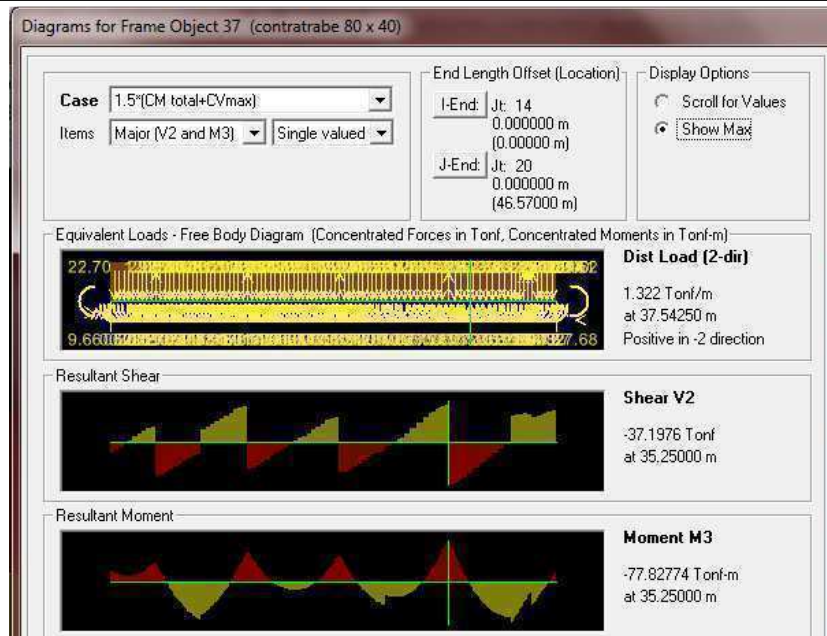 Diagrams for Frame Object 37 (contratrabe 80 x 40)
Case 1.5*(CM total+CVmax)
Items Major (V2 and M3) Single valued
End Length Offset (Location)
I-End: Jt: 14
0.000000 m
(0.00000 m)
J-End: Jt: 20
0.000000 m
(46.57000 m)
Display Options
Scroll for Values
Show Max
Equivalent Loads - Free Body Diagram (Concentrated Forces in Tonf, Concentrated Moments in Tonf-m)
22.70
Dist Load (2-dir)
1.322 Tonf/m
at 37.54250 m
Positive in -2 direction
Resultant Shear
Shear V2
-37.1976 Tonf
at 35.25000 m
Resultant Moment
Moment M3
-77.82774 Tonf-m
at 35.25000 m